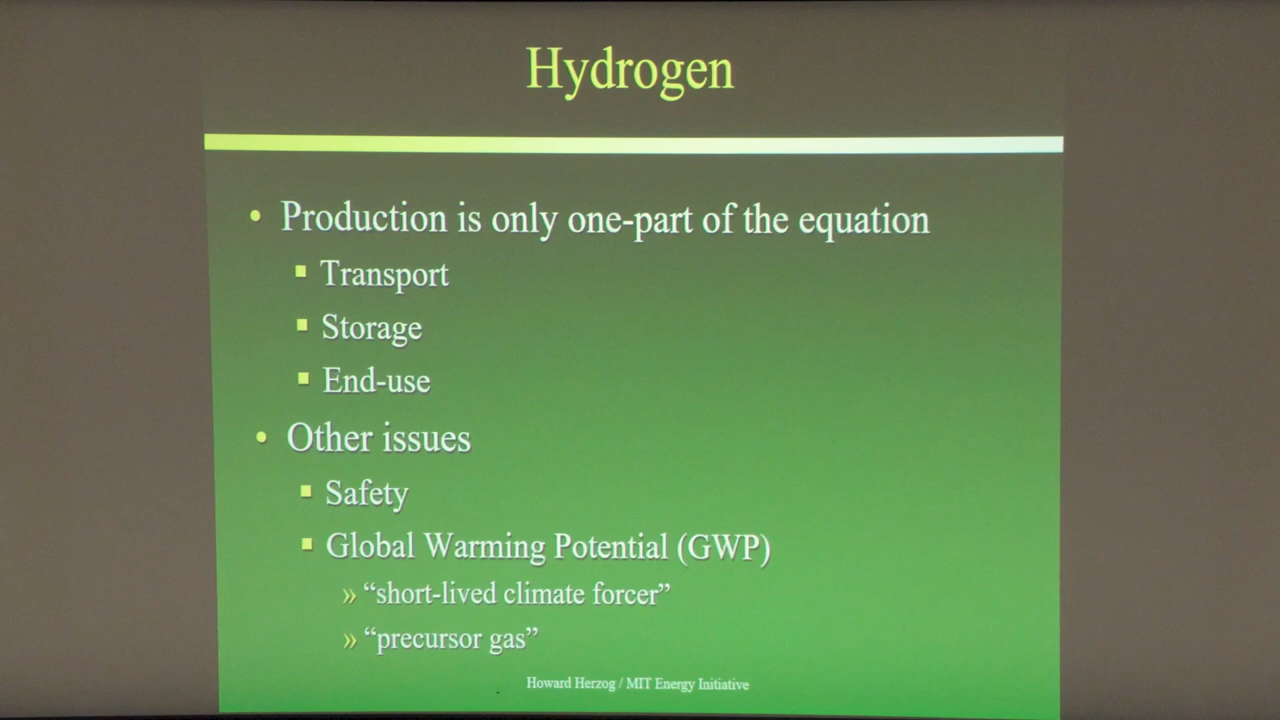 Hydrogen
• Production is only one-part of the equation
▪ Transport
▪ Storage
▪ End-use
• Other issues
▪ Safety
▪ Global Warming Potential (GWP)
» “short-lived climate forcer”
» “precursor gas”
Howard Herzog / MIT Energy Initiative